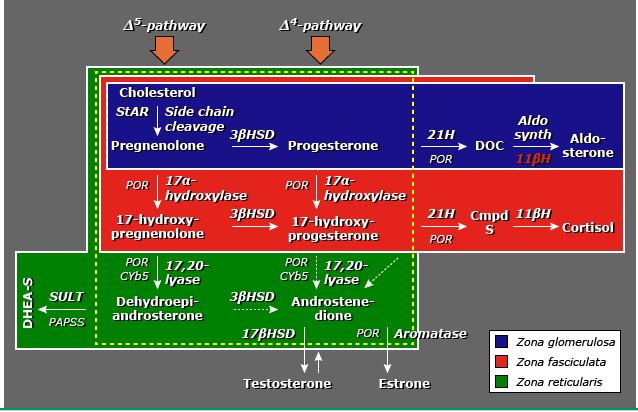 Δ⁵-pathway Δ⁴-pathway
Cholesterol
StAR Side chain
cleavage
Pregnenolone 3βHSD Progesterone 21H POR DOC Aldo
synth
11βH Aldo-
sterone
POR 17α-
hydroxylase POR 17α-
hydroxylase
17-hydroxy-
pregnenolone 3βHSD 17-hydroxy-
progesterone 21H POR Cmpd
S 11βH Cortisol
POR
CYb5 17,20-
lyase POR
CYb5 17,20-
lyase
DHEA-S SULT
PAPSS Dehydroepi-
androsterone 3βHSD Androstene-
dione
17βHSD POR Aromatase
Testosterone Estrone
Zona glomerulosa
Zona fasciculata
Zona reticularis